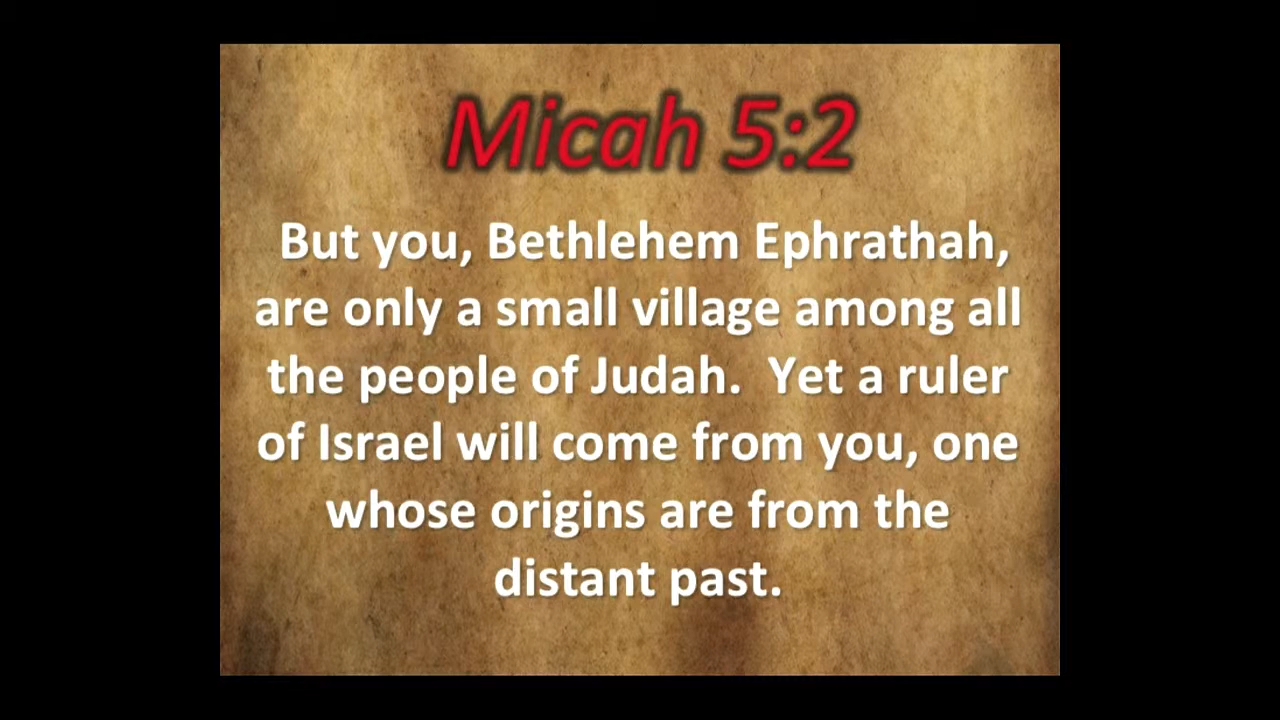 Micah 5:2
But you, Bethlehem Ephrathah,
are only a small village among all
the people of Judah.  Yet a ruler
of Israel will come from you, one
whose origins are from the
distant past.